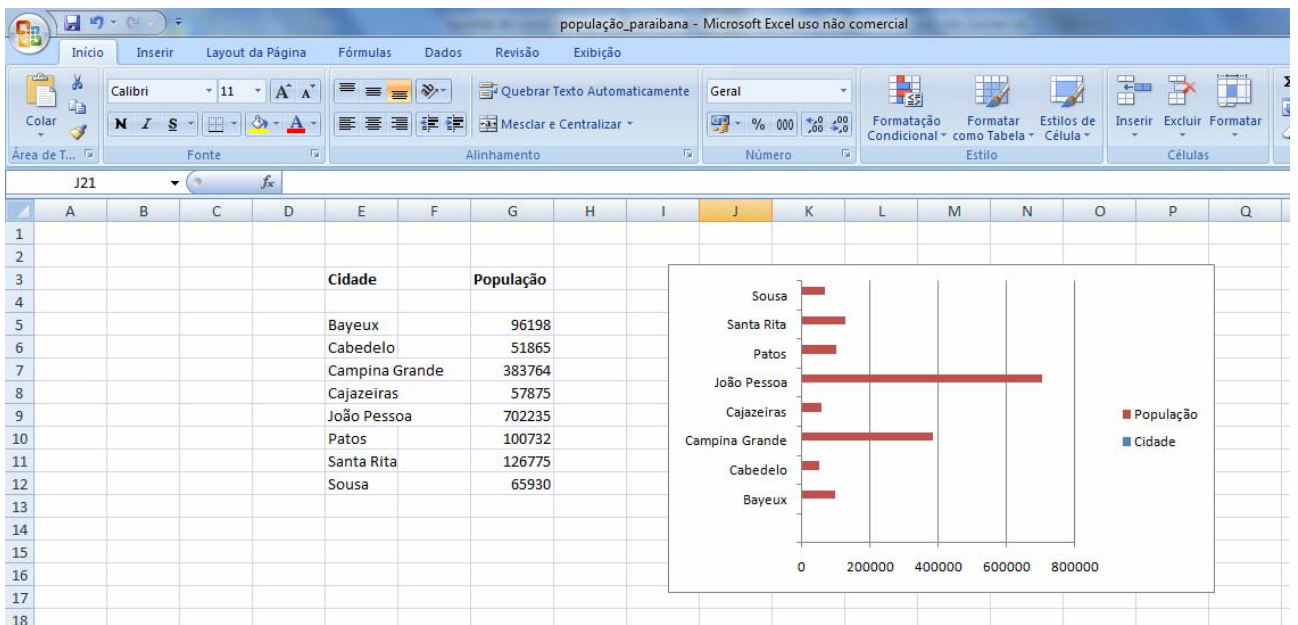 população_paraibana - Microsoft Excel uso não comercial
Início Inserir Layout da Página Fórmulas Dados Revisão Exibição
Calibri 11 A A Quebrar Texto Automaticamente Geral
Colar N I S A Mesclar e Centralizar % 000 ,0 ,00 ,00 ,0 Formatação Condicional Formatar como Tabela Estilos de Célula Inserir Excluir Formatar
Área de T... Fonte Alinhamento Número Estilo Células
J21 fx
A B C D E F G H I J K L M N O P Q
1
2
3 Cidade População
4
5 Bayeux 96198
6 Cabedelo 51865
7 Campina Grande 383764
8 Cajazeiras 57875
9 João Pessoa 702235
10 Patos 100732
11 Santa Rita 126775
12 Sousa 65930
13
14
15
16
17
18
Sousa
Santa Rita
Patos
João Pessoa
Cajazeiras
Campina Grande
Cabedelo
Bayeux
0 200000 400000 600000 800000
População
Cidade